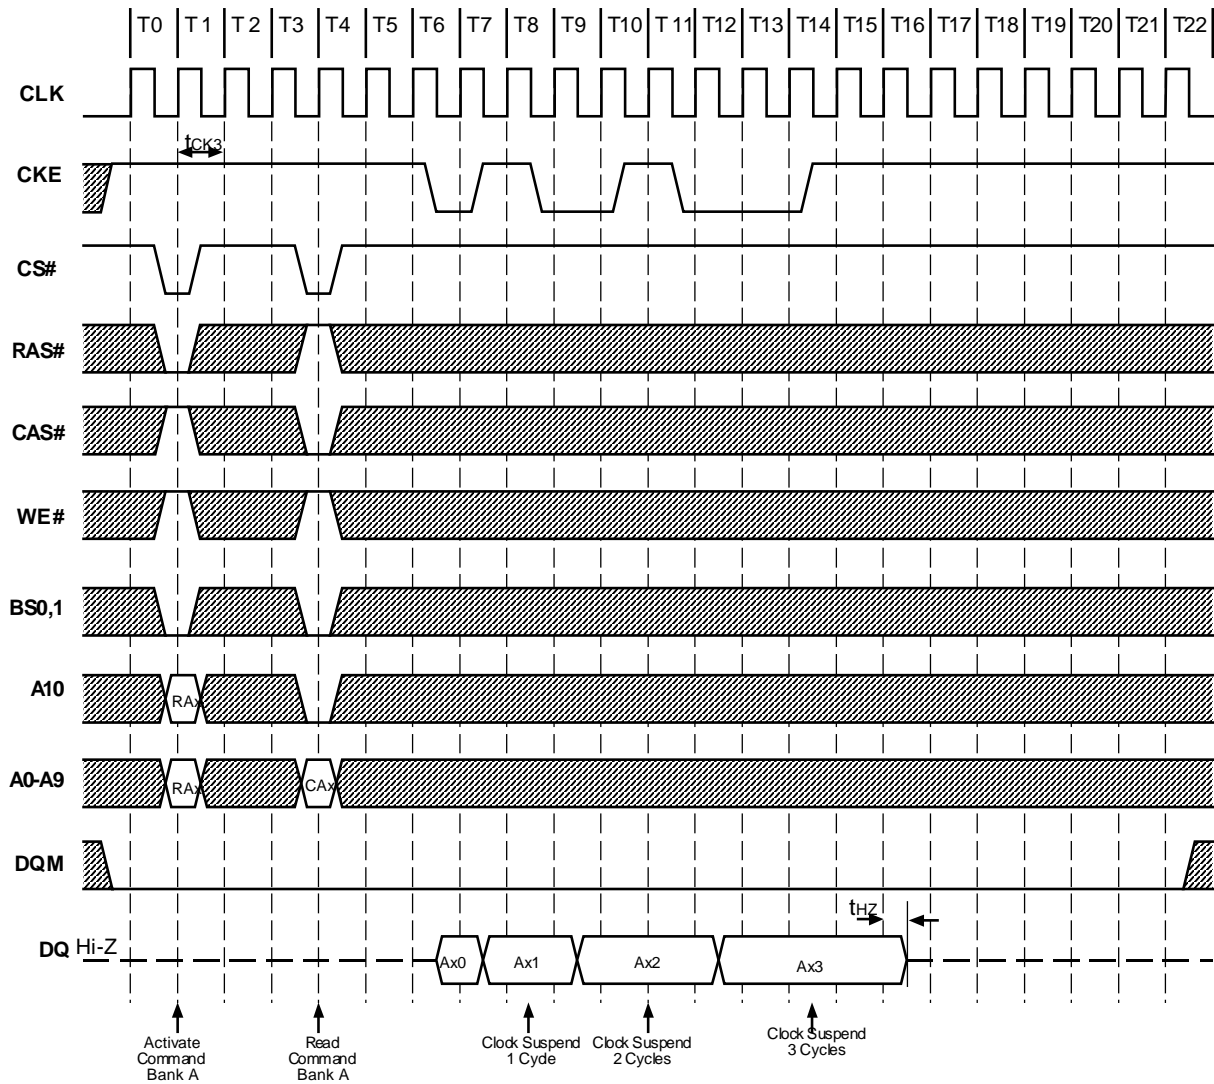 T0 T1 T2 T3 T4 T5 T6 T7 T8 T9 T10 T11 T12 T13 T14 T15 T16 T17 T18 T19 T20 T21 T22
CLK
tCK3
CKE
CS#
RAS#
CAS#
WE#
BS0,1
A10
RAx
A0-A9
RAx CAx
DQM
tHZ
DQ Hi-Z
Ax0 Ax1 Ax2 Ax3
Activate
Command
Bank A
Read
Command
Bank A
Clock Suspend
1 Cycle
Clock Suspend
2 Cycles
Clock Suspend
3 Cycles